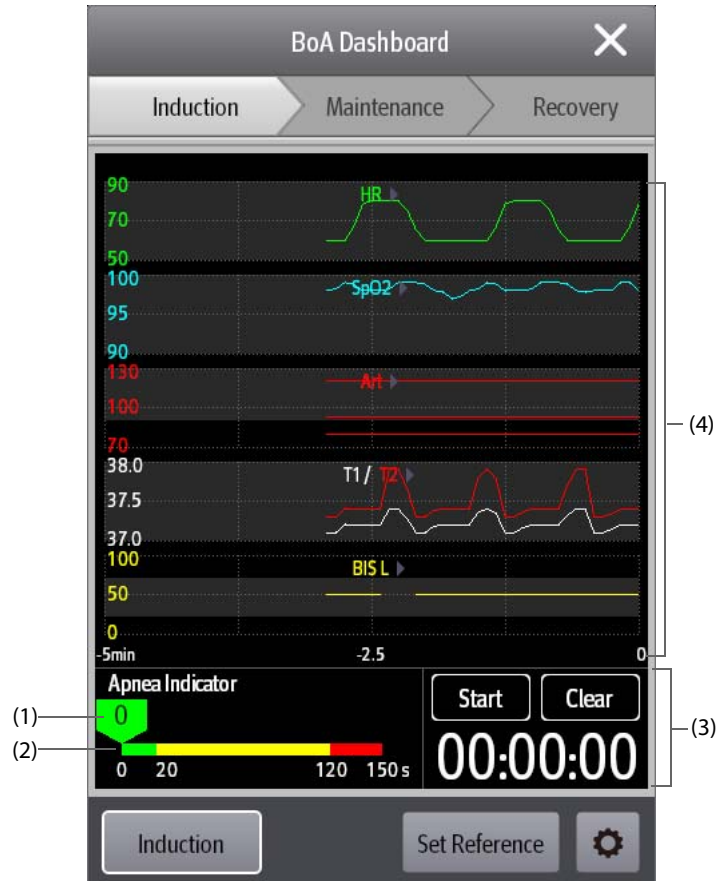 BoA Dashboard
Induction Maintenance Recovery
90
HR
70
50
100
SpO2
95
90
130
Art
100
70
(4)
38.0
T1 / T2
37.5
37.0
100
BIS L
50
0
-5min -2.5 0
Apnea Indicator
Start Clear
(1)
0
(3)
(2)
00:00:00
0 20 120 150 s
Induction Set Reference